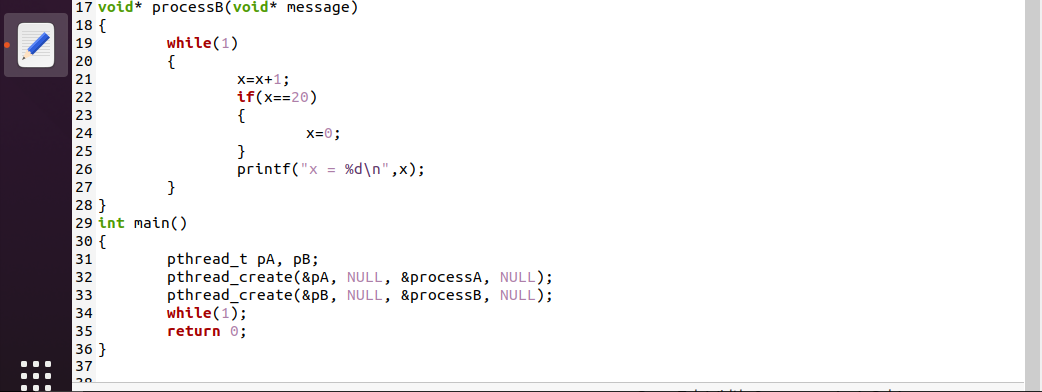 17 void* processB(void* message)
18 {
19 while(1)
20 {
21 x=x+1;
22 if(x==20)
23 {
24 x=0;
25 }
26 printf("x = %d\n",x);
27 }
28 }
29 int main()
30 {
31 pthread_t pA, pB;
32 pthread_create(&pA, NULL, &processA, NULL);
33 pthread_create(&pB, NULL, &processB, NULL);
34 while(1);
35 return 0;
36 }
37